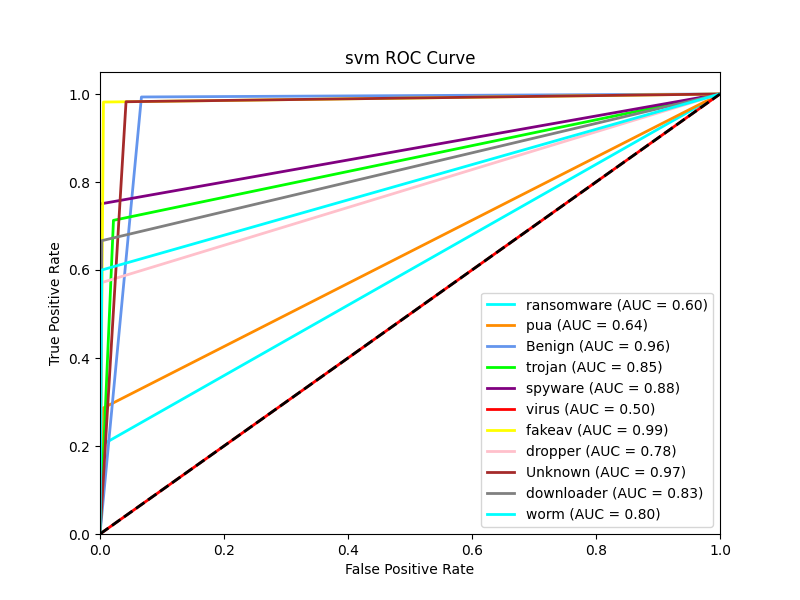 svm ROC Curve
True Positive Rate
1.0
0.8
0.6
0.4
0.2
0.0
ransomware (AUC = 0.60)
pua (AUC = 0.64)
Benign (AUC = 0.96)
trojan (AUC = 0.85)
spyware (AUC = 0.88)
virus (AUC = 0.50)
fakeav (AUC = 0.99)
dropper (AUC = 0.78)
Unknown (AUC = 0.97)
downloader (AUC = 0.83)
worm (AUC = 0.80)
0.0 0.2 0.4 0.6 0.8 1.0
False Positive Rate